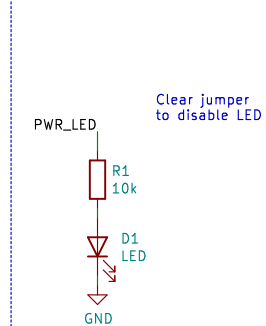 Clear jumper
to disable LED
PWR_LED
R1
10k
D1
LED
GND